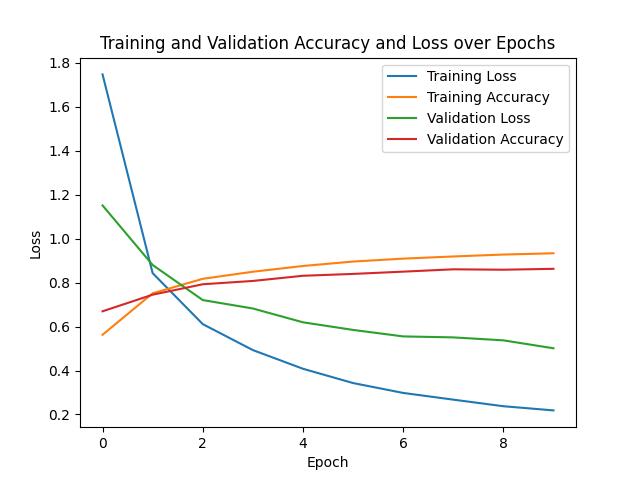 Training and Validation Accuracy and Loss over Epochs
1.8
1.6
1.4
1.2
1.0
0.8
0.6
0.4
0.2
Loss
Training Loss
Training Accuracy
Validation Loss
Validation Accuracy
0 2 4 6 8
Epoch